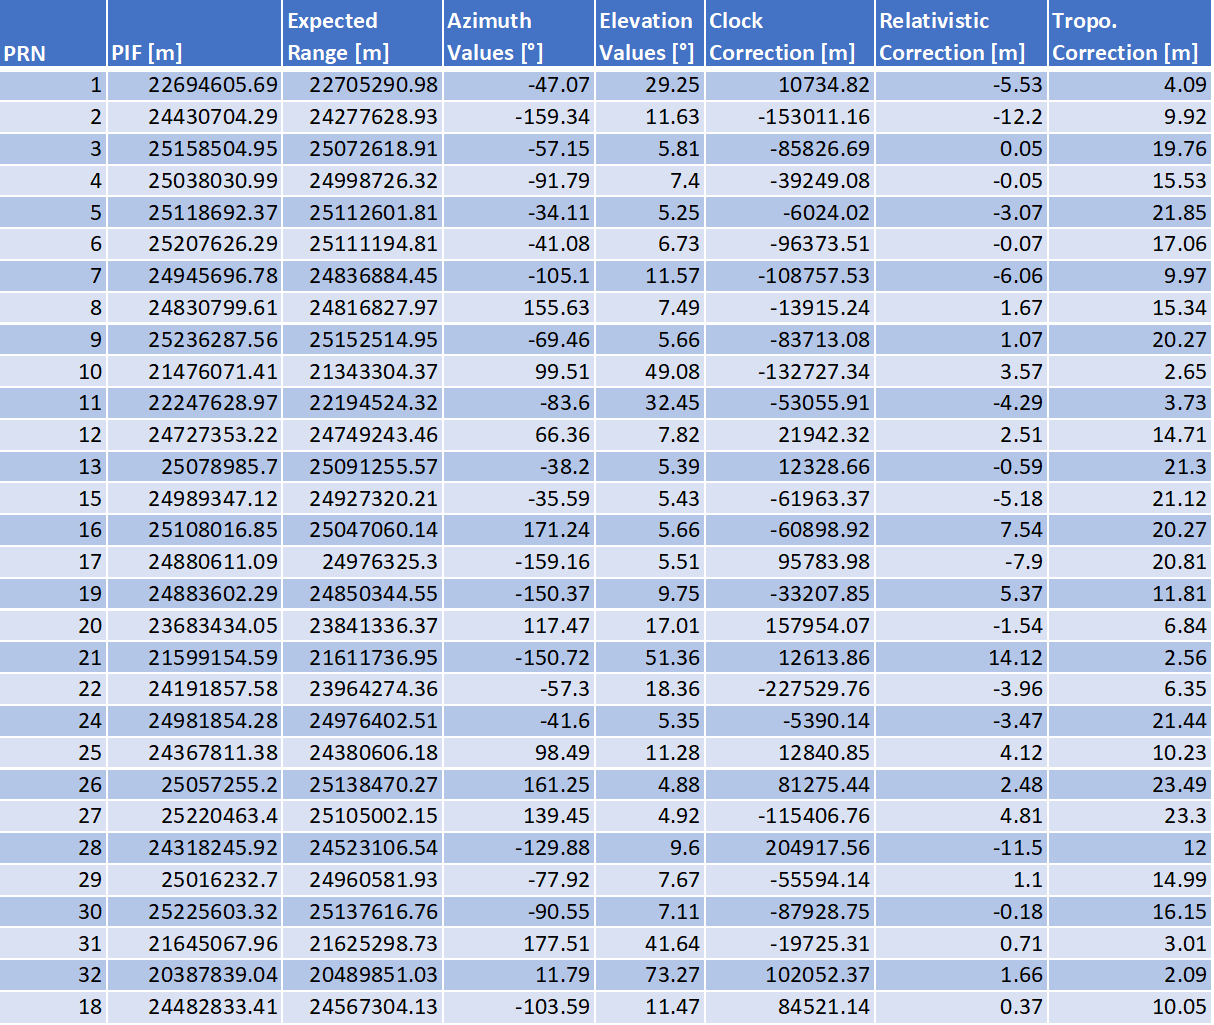 PRN PIF [m] Expected Range [m] Azimuth Values [°] Elevation Values [°] Clock Correction [m] Relativistic Correction [m] Tropo. Correction [m]
1 22694605.69 22705290.98 -47.07 29.25 10734.82 -5.53 4.09
2 24430704.29 24277628.93 -159.34 11.63 -153011.16 -12.2 9.92
3 25158504.95 25072618.91 -57.15 5.81 -85826.69 0.05 19.76
4 25038030.99 24998726.32 -91.79 7.4 -39249.08 -0.05 15.53
5 25118692.37 25112601.81 -34.11 5.25 -6024.02 -3.07 21.85
6 25207626.29 25111194.81 -41.08 6.73 -96373.51 -0.07 17.06
7 24945696.78 24836884.45 -105.1 11.57 -108757.53 -6.06 9.97
8 24830799.61 24816827.97 155.63 7.49 -13915.24 1.67 15.34
9 25236287.56 25152514.95 -69.46 5.66 -83713.08 1.07 20.27
10 21476071.41 21343304.37 99.51 49.08 -132727.34 3.57 2.65
11 22247628.97 22194524.32 -83.6 32.45 -53055.91 -4.29 3.73
12 24727353.22 24749243.46 66.36 7.82 21942.32 2.51 14.71
13 25078985.7 25091255.57 -38.2 5.39 12328.66 -0.59 21.3
15 24989347.12 24927320.21 -35.59 5.43 -61963.37 -5.18 21.12
16 25108016.85 25047060.14 171.24 5.66 -60898.92 7.54 20.27
17 24880611.09 24976325.3 -159.16 5.51 95783.98 -7.9 20.81
19 24883602.29 24850344.55 -150.37 9.75 -33207.85 5.37 11.81
20 23683434.05 23841336.37 117.47 17.01 157954.07 -1.54 6.84
21 21599154.59 21611736.95 -150.72 51.36 12613.86 14.12 2.56
22 24191857.58 23964274.36 -57.3 18.36 -227529.76 -3.96 6.35
24 24981854.28 24976402.51 -41.6 5.35 -5390.14 -3.47 21.44
25 24367811.38 24380606.18 98.49 11.28 12840.85 4.12 10.23
26 25057255.2 25138470.27 161.25 4.88 81275.44 2.48 23.49
27 25220463.4 25105002.15 139.45 4.92 -115406.76 4.81 23.3
28 24318245.92 24523106.54 -129.88 9.6 204917.56 -11.5 12
29 25016232.7 24960581.93 -77.92 7.67 -55594.14 1.1 14.99
30 25225603.32 25137616.76 -90.55 7.11 -87928.75 -0.18 16.15
31 21645067.96 21625298.73 177.51 41.64 -19725.31 0.71 3.01
32 20387839.04 20489851.03 11.79 73.27 102052.37 1.66 2.09
18 24482833.41 24567304.13 -103.59 11.47 84521.14 0.37 10.05